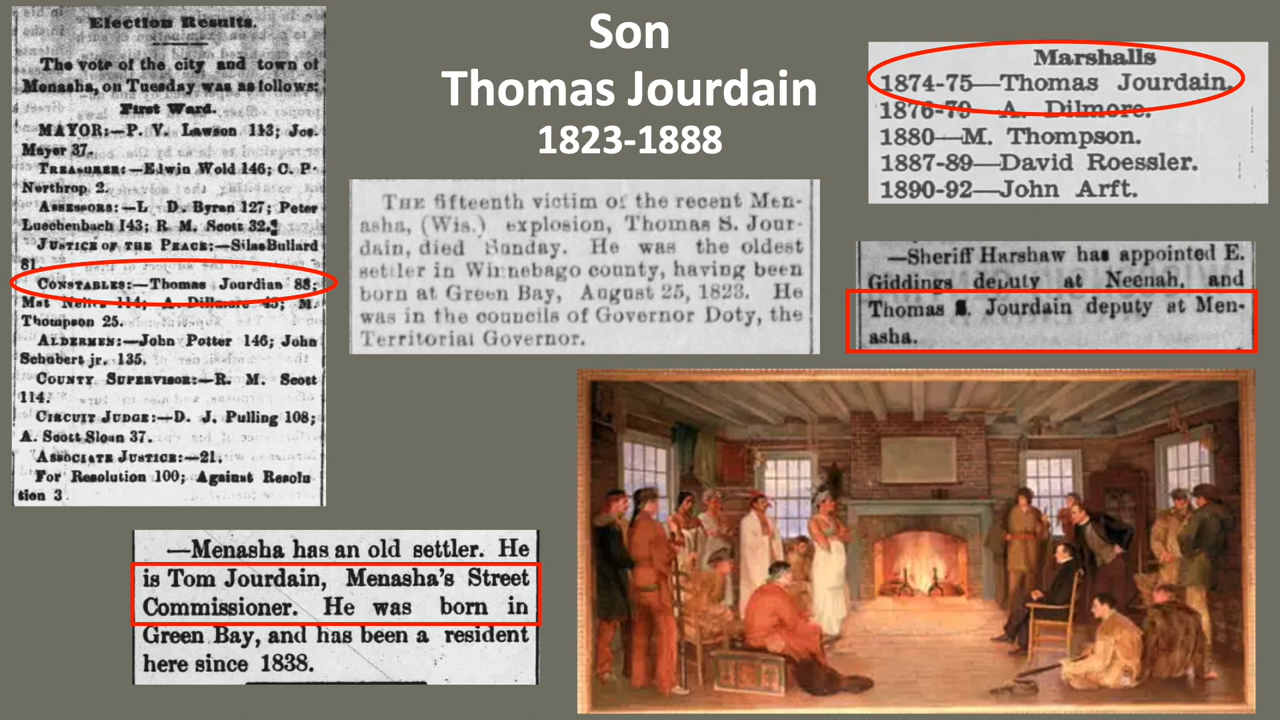 Son
Thomas Jourdain
1823-1888
Election Results.
The vote of the city and town of
Menasha, on Tuesday was as follows:
First Ward.
MAYOR:—P. V. Lawson 113; Jos.
Mayer 37.
TREASURER:—Edwin Wold 146; C. P.
Northrop 2.
ASSESSORS:—L D. Byran 127; Peter
Luechenbach 143; R. M. Scott 32.
JUSTICE OF THE PEACE:—Silas Bullard
81.
CONSTABLES:—Thomas Jourdian 88;
Mat 114; A. Dillmore 43; M.
Thompson 25.
ALDERMEN:—John Potter 146; John
Schubert jr. 135.
COUNTY SUPERVISOR:—R. M. Scott
114.
CIRCUIT JUDGE:—D. J. Pulling 108;
A. Scott Sloan 37.
ASSOCIATE JUSTICE:—21.
For Resolution 100; Against Resolu
tion 3
THE fifteenth victim of the recent Men-
asha, (Wis.) explosion, Thomas S. Jour-
dain, died Sunday. He was the oldest
settler in Winnebago county, having been
born at Green Bay, August 25, 1823. He
was in the councils of Governor Doty, the
Territorial Governor.
Marshalls
1874-75—Thomas Jourdain.
1876-79—A. Dilmore.
1880—M. Thompson.
1887-89—David Roessler.
1890-92—John Arft.
—Sheriff Harshaw has appointed E.
Giddings deputy at Neenah, and
Thomas S. Jourdain deputy at Men-
asha.
—Menasha has an old settler. He
is Tom Jourdain, Menasha's Street
Commissioner. He was born in
Green Bay, and has been a resident
here since 1838.